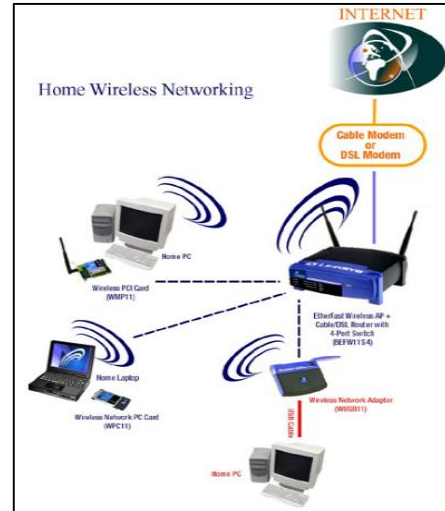 INTERNET
Home Wireless Networking
Cable Modem
or
DSL Modem
Home PC
LINKSYS
Wireless PCI Card
(WMP11)
EtherFast Wireless AP +
Cable/DSL Router with
4-Port Switch
(BEFW11S4)
Home Laptop
Wireless Network PC Card
(WPC11)
Wireless Network Adapter
(WUSB11)
USB Cable
Home PC